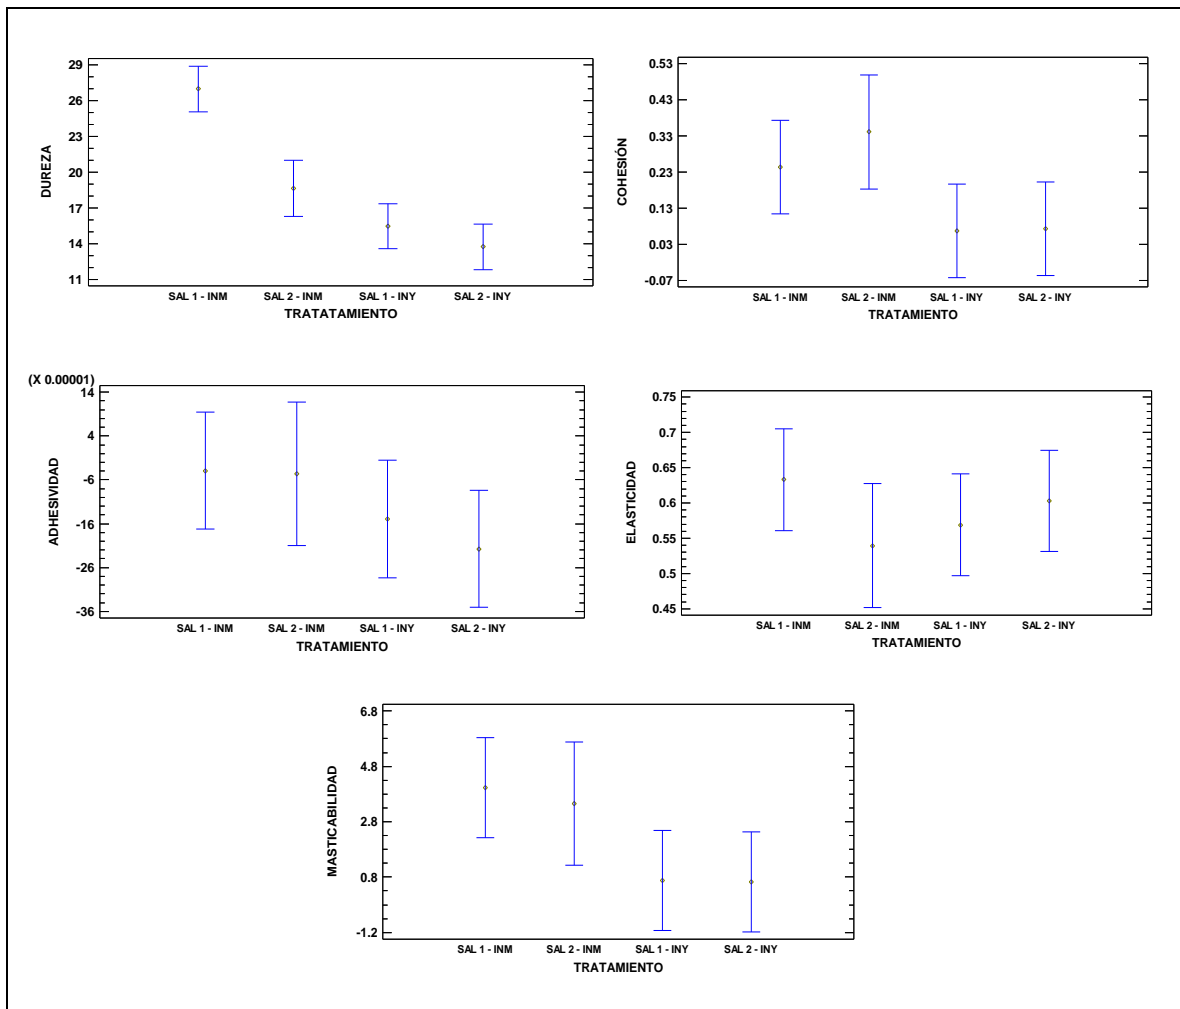 29
26
23
20
17
14
11
DUREZA
SAL 1 - INM SAL 2 - INM SAL 1 - INY SAL 2 - INY
TRATATAMIENTO
0.53
0.43
0.33
0.23
0.13
0.03
-0.07
COHESIÓN
SAL 1 - INM SAL 2 - INM SAL 1 - INY SAL 2 - INY
TRATAMIENTO
(X 0.00001)
14
4
-6
-16
-26
-36
ADHESIVIDAD
SAL 1 - INM SAL 2 - INM SAL 1 - INY SAL 2 - INY
TRATAMIENTO
0.75
0.7
0.65
0.6
0.55
0.5
0.45
ELASTICIDAD
SAL 1 - INM SAL 2 - INM SAL 1 - INY SAL 2 - INY
TRATAMIENTO
6.8
4.8
2.8
0.8
-1.2
MASTICABILIDAD
SAL 1 - INM SAL 2 - INM SAL 1 - INY SAL 2 - INY
TRATAMIENTO